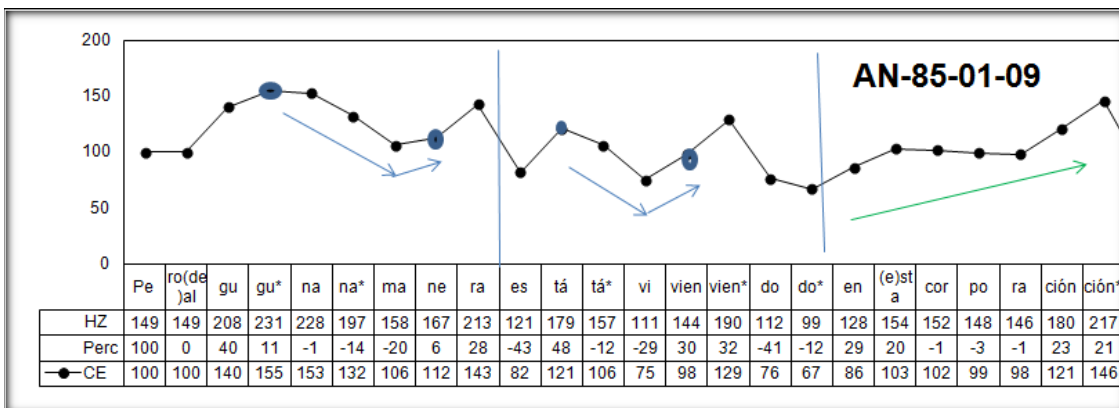 200
150
100
50
0
AN-85-01-09
Pe ro(de )al gu gu* na na* ma ne ra es tá tá* vi vien vien* do do* en (e)st a cor po ra ción ción*
HZ 149 149 208 231 228 197 158 167 213 121 179 157 111 144 190 112 99 128 154 152 148 146 180 217
Perc 100 0 40 11 -1 -14 -20 6 28 -43 48 -12 -29 30 32 -41 -12 29 20 -1 -3 -1 23 21
CE 100 100 140 155 153 132 106 112 143 82 121 106 75 98 129 76 67 86 103 102 99 98 121 146